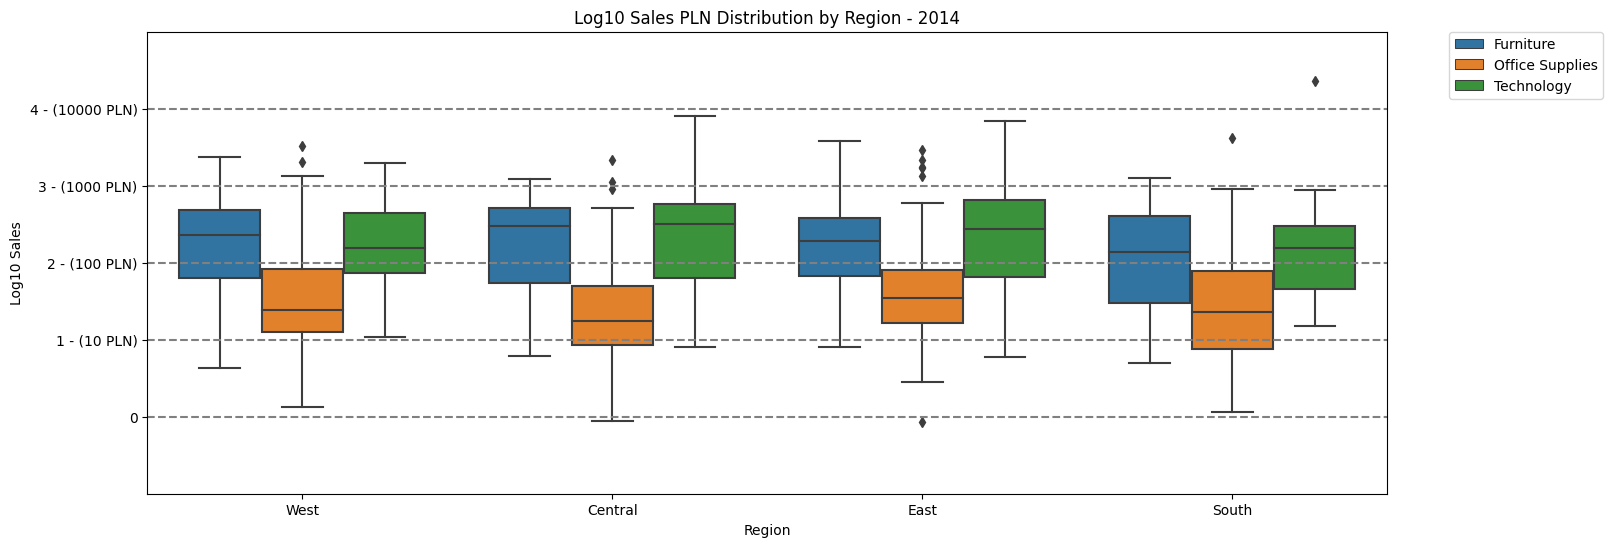 Log10 Sales PLN Distribution by Region - 2014
Furniture
Office Supplies
Technology
4 - (10000 PLN)
3 - (1000 PLN)
2 - (100 PLN)
1 - (10 PLN)
0
Log10 Sales
West
Central
East
South
Region